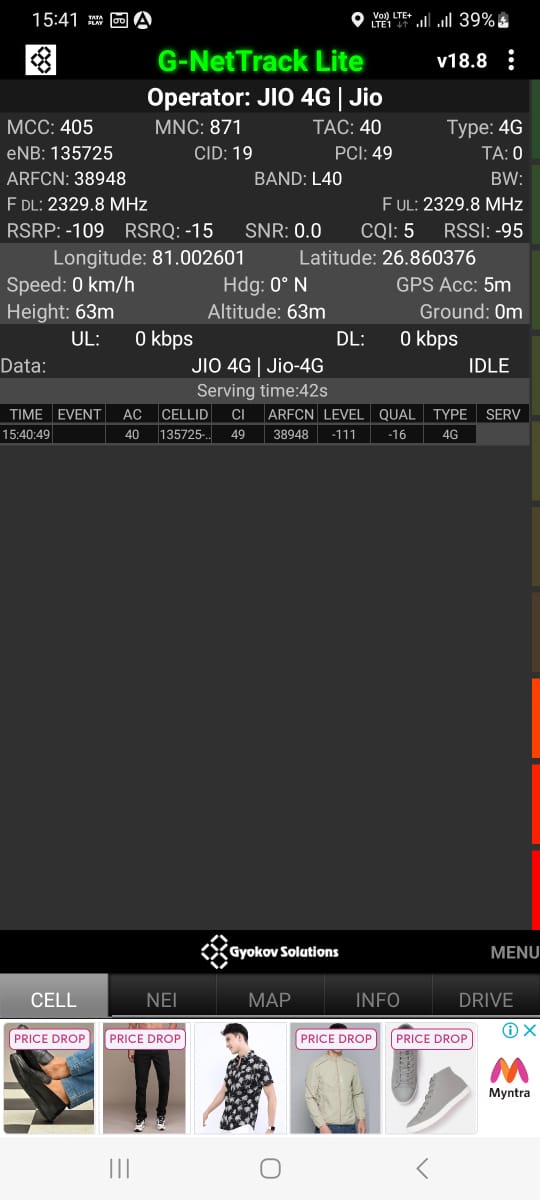 15:41 TATA PLAY Vo)) LTE1 LTE+ 39%
G-NetTrack Lite v18.8
Operator: JIO 4G | Jio
MCC: 405 MNC: 871 TAC: 40 Type: 4G
eNB: 135725 CID: 19 PCI: 49 TA: 0
ARFCN: 38948 BAND: L40 BW:
F DL: 2329.8 MHz F UL: 2329.8 MHz
RSRP: -109 RSRQ: -15 SNR: 0.0 CQI: 5 RSSI: -95
Longitude: 81.002601 Latitude: 26.860376
Speed: 0 km/h Hdg: 0° N GPS Acc: 5m
Height: 63m Altitude: 63m Ground: 0m
UL: 0 kbps DL: 0 kbps
Data: JIO 4G | Jio-4G IDLE
Serving time:42s
TIME EVENT AC CELLID CI ARFCN LEVEL QUAL TYPE SERV
15:40:49 40 135725-.. 49 38948 -111 -16 4G
Gyokov Solutions MENU
CELL NEI MAP INFO DRIVE
PRICE DROP PRICE DROP PRICE DROP PRICE DROP
Myntra